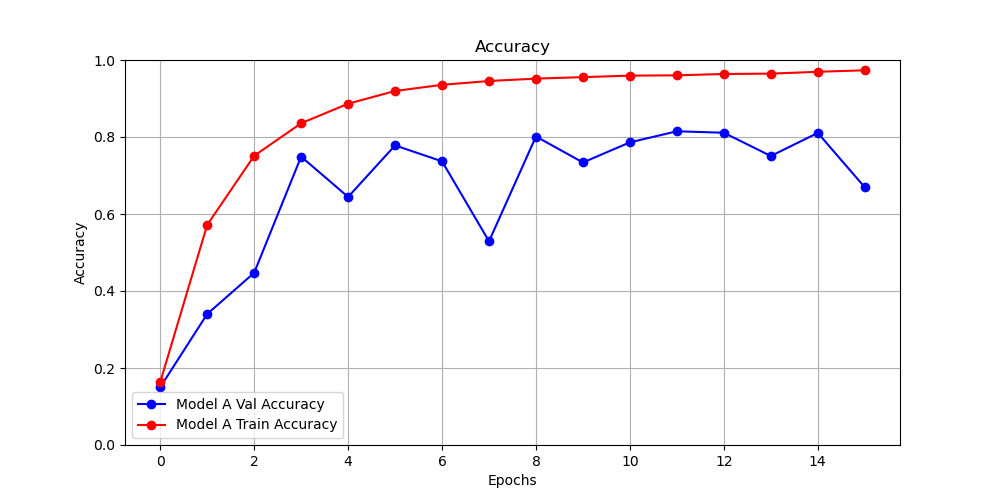 Accuracy
1.0
0.8
0.6
0.4
0.2
0.0
Accuracy
Model A Val Accuracy
Model A Train Accuracy
0 2 4 6 8 10 12 14
Epochs